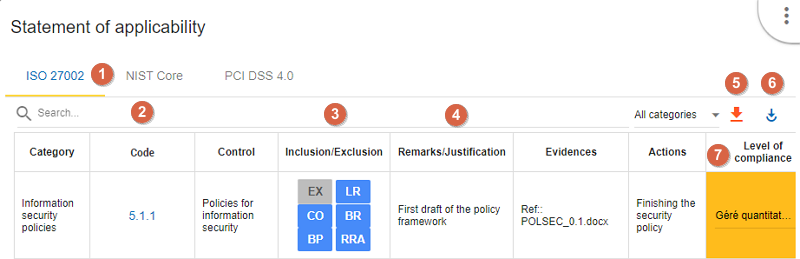 Statement of applicability
ISO 27002 1 NIST Core PCI DSS 4.0
Search... 2 3 4 All categories 5 6
Category Code Control Inclusion/Exclusion Remarks/Justification Evidences Actions 7 Level of
compliance
Information
security
policies
5.1.1
Policies for
information
security
EX LR
CO BR
BP RRA
First draft of the policy
framework
Ref::
POLSEC_0.1.docx
Finishing the
security
policy
Géré quantitat...